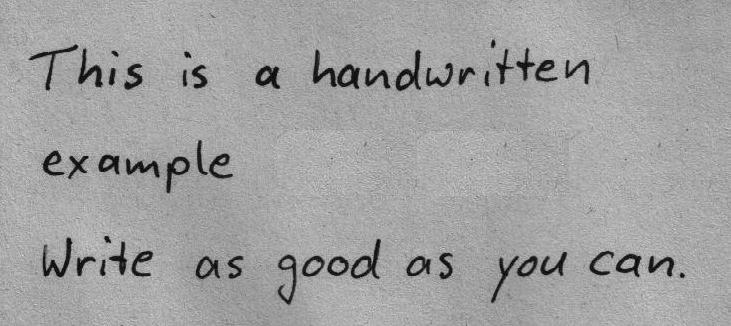 This is a handwritten
example
Write as good as you can.